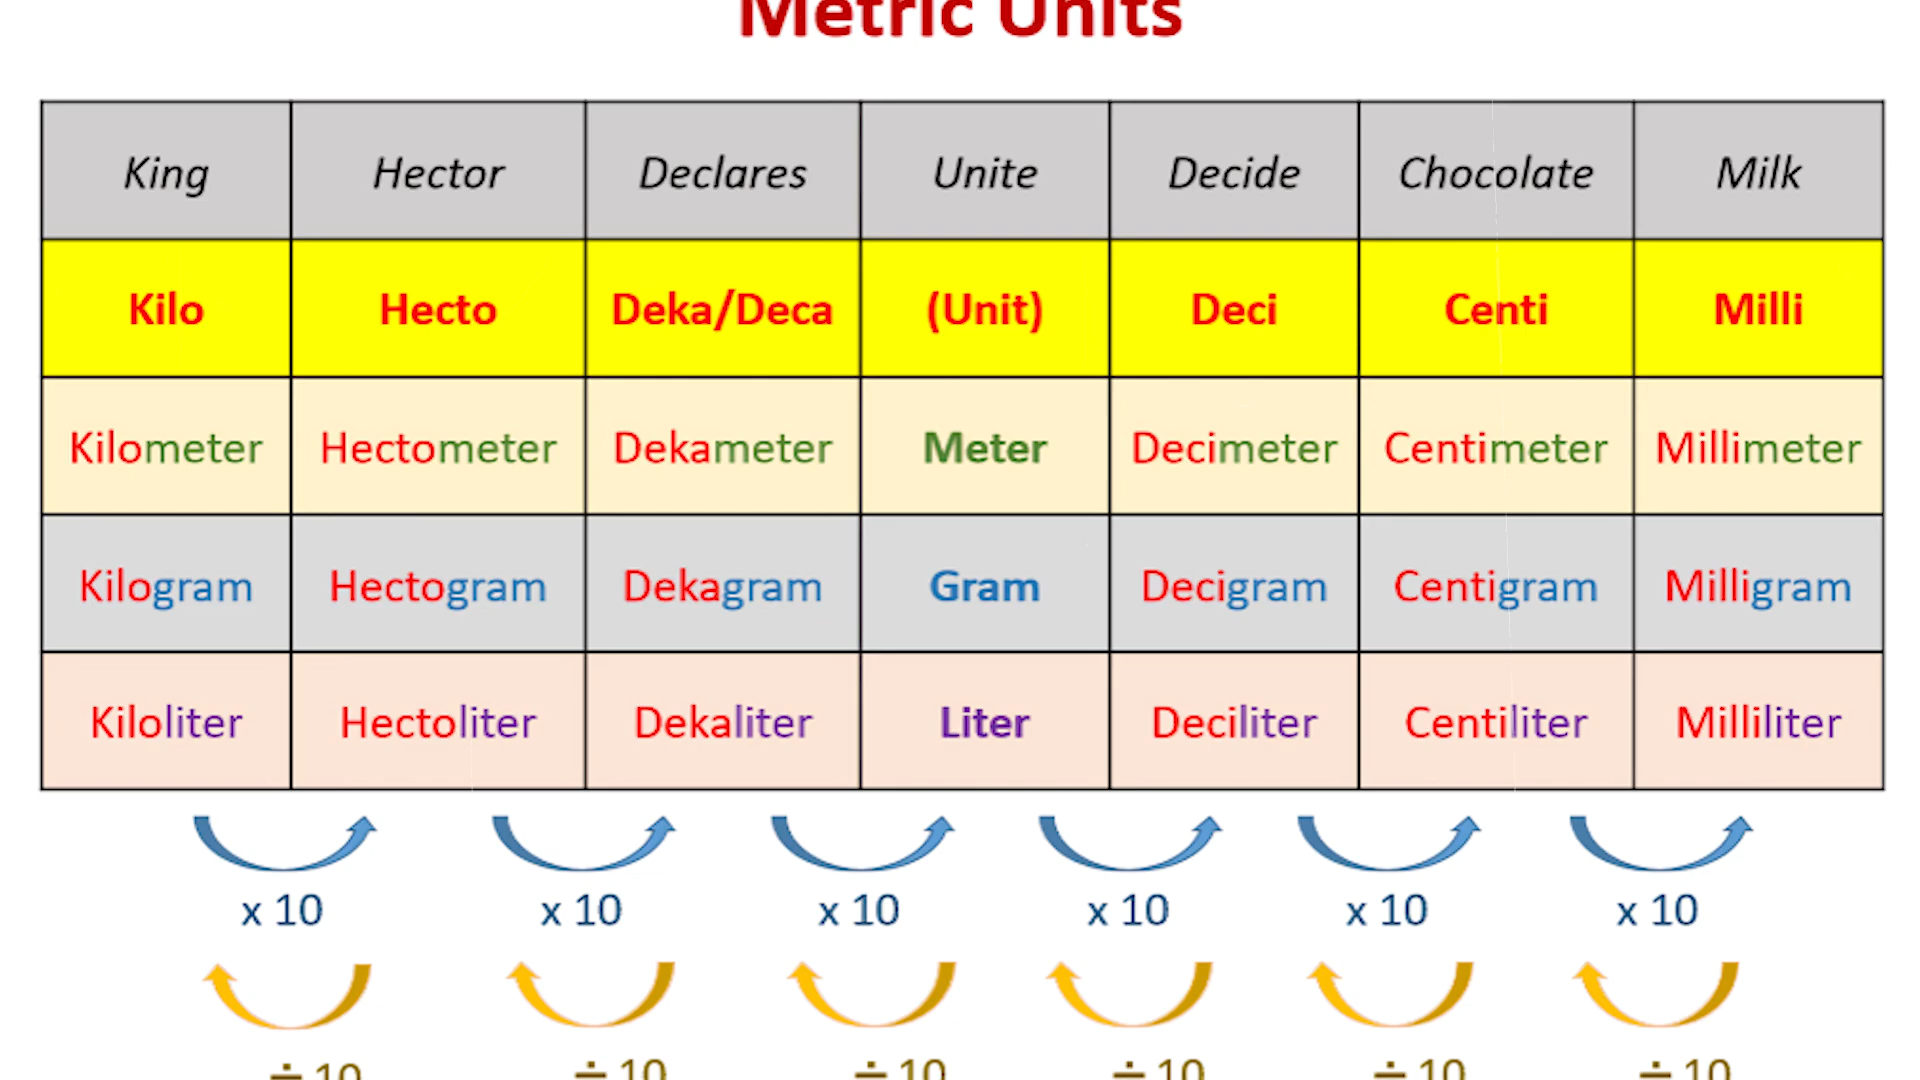 Metric Units
King Hector Declares Unite Decide Chocolate Milk
Kilo Hecto Deka/Deca (Unit) Deci Centi Milli
Kilometer Hectometer Dekameter Meter Decimeter Centimeter Millimeter
Kilogram Hectogram Dekagram Gram Decigram Centigram Milligram
Kiloliter Hectoliter Dekaliter Liter Deciliter Centiliter Milliliter
x 10 x 10 x 10 x 10 x 10 x 10
÷ 10 ÷ 10 ÷ 10 ÷ 10 ÷ 10 ÷ 10